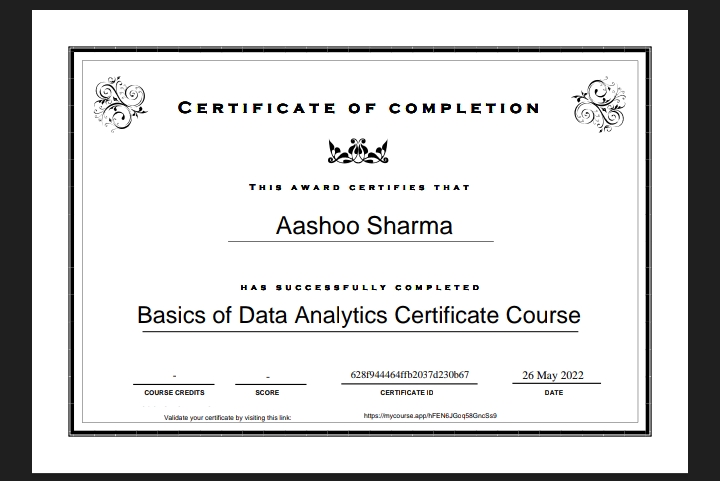 CERTIFICATE OF COMPLETION
THIS AWARD CERTIFIES THAT
Aashoo Sharma
HAS SUCCESSFULLY COMPLETED
Basics of Data Analytics Certificate Course
- - 628f944464ffb2037d230b67 26 May 2022
COURSE CREDITS SCORE CERTIFICATE ID DATE
Validate your certificate by visiting this link: https://mycourse.app/hFEN6JGoq58GncSs9